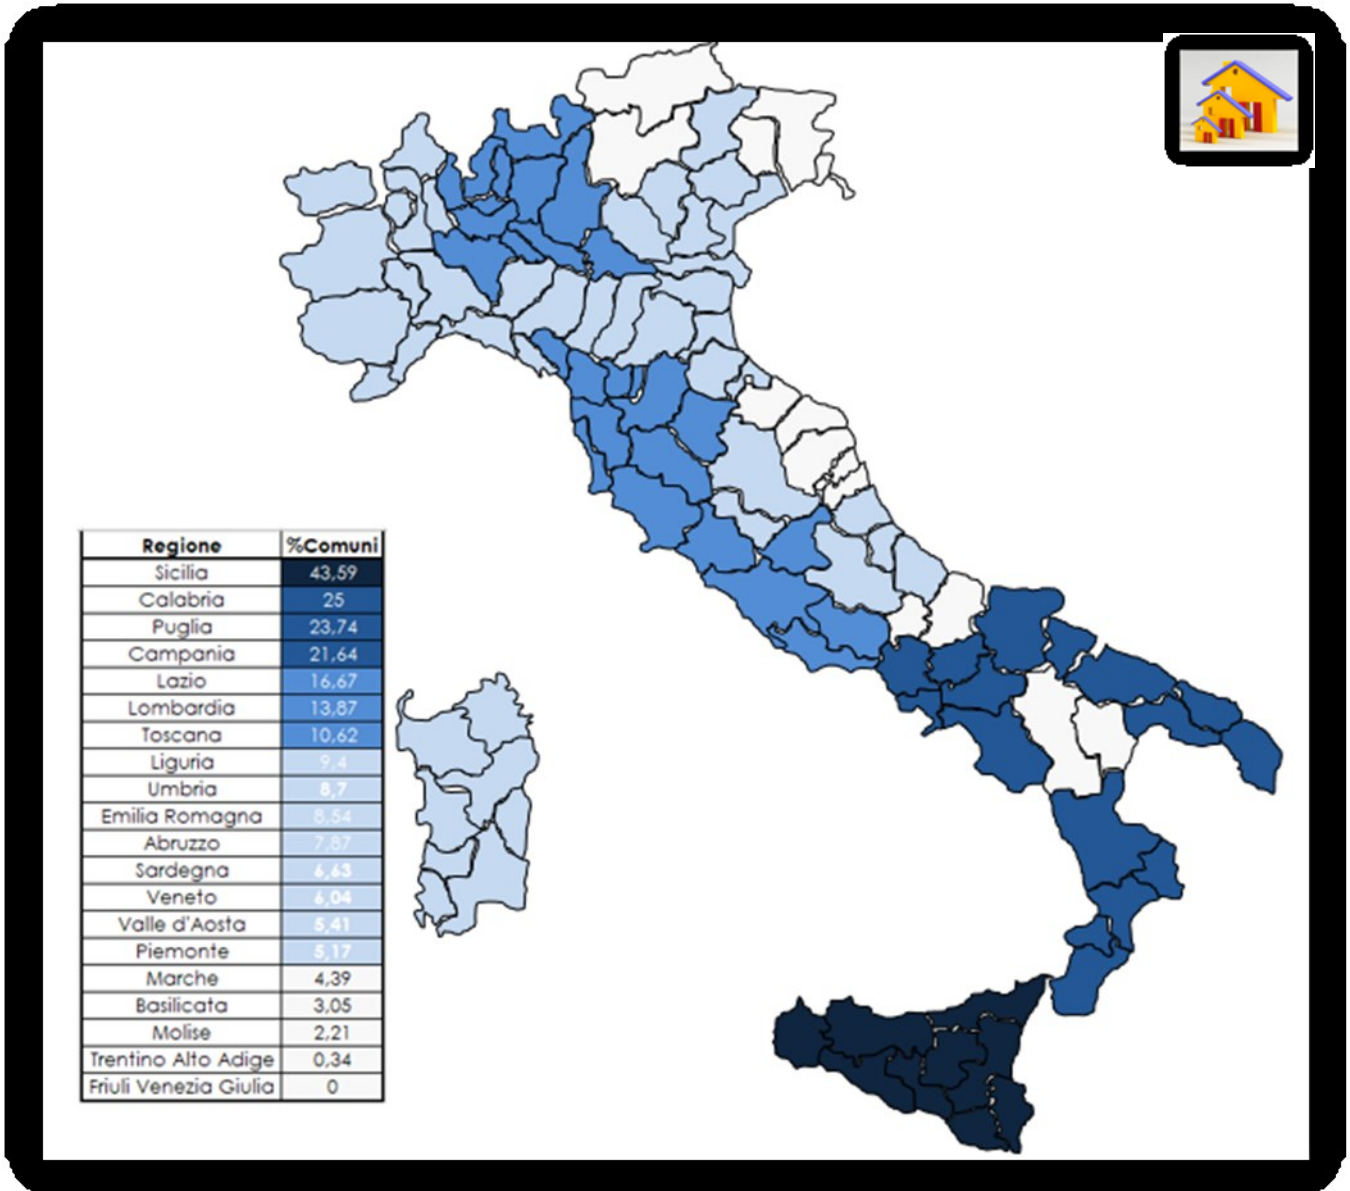 Regione %Comuni
Sicilia 43,59
Calabria 25
Puglia 23,74
Campania 21,64
Lazio 16,67
Lombardia 13,87
Toscana 10,62
Liguria 9,4
Umbria 8,7
Emilia Romagna 8,54
Abruzzo 7,87
Sardegna 6,63
Veneto 6,04
Valle d'Aosta 5,41
Piemonte 5,17
Marche 4,39
Basilicata 3,05
Molise 2,21
Trentino Alto Adige 0,34
Friuli Venezia Giulia 0